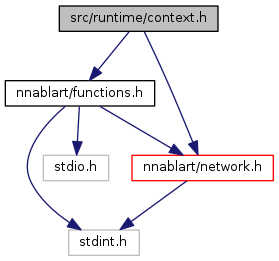 src/runtime/context.h
nnablart/functions.h
stdio.h
nnablart/network.h
stdint.h